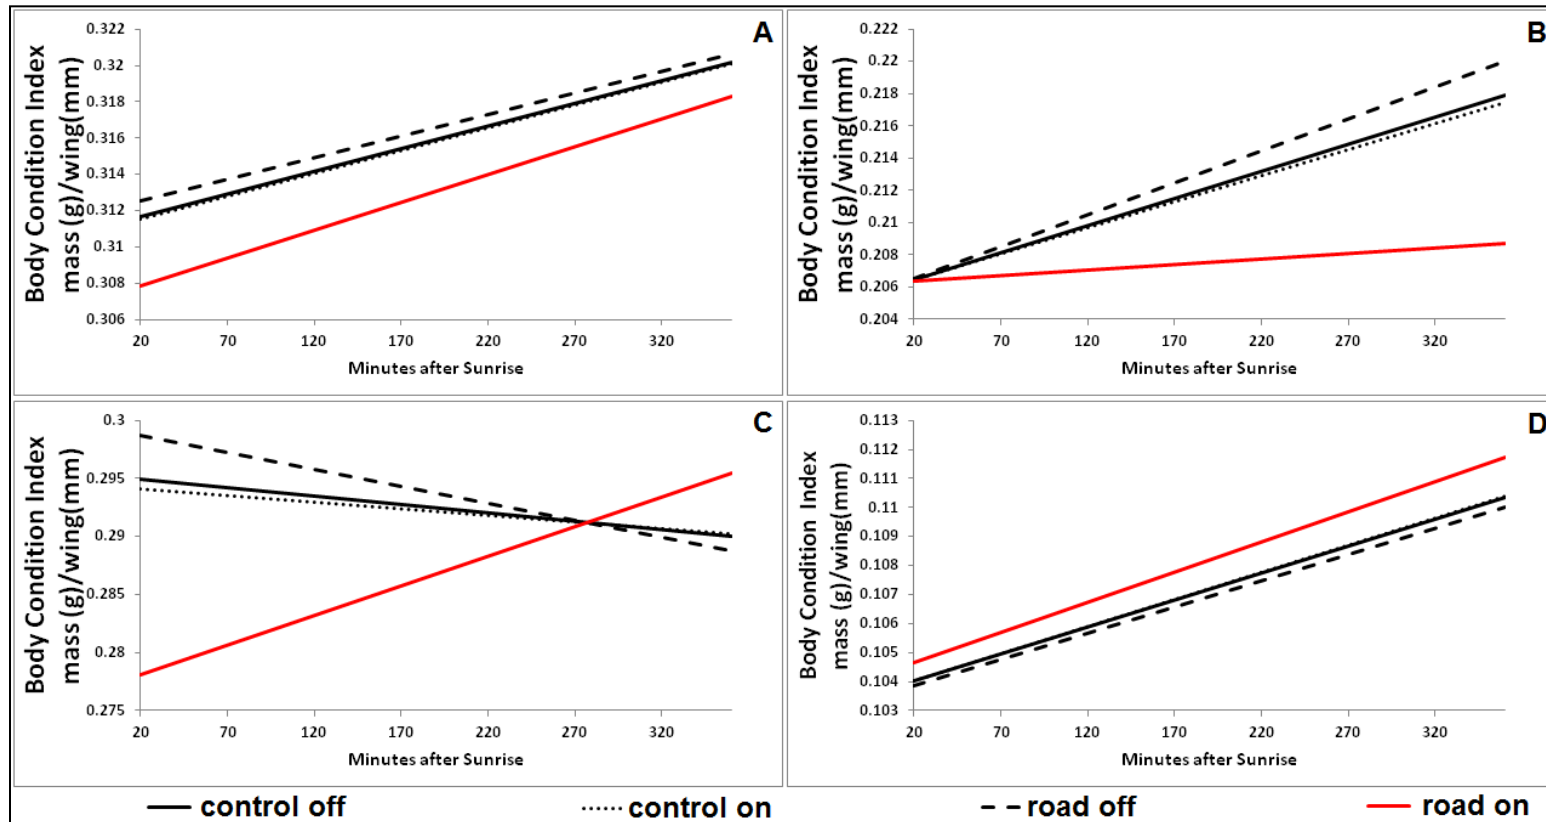 A
Body Condition Index
mass (g)/wing(mm)
0.322
0.32
0.318
0.316
0.314
0.312
0.31
0.308
0.306
20 70 120 170 220 270 320
Minutes after Sunrise
B
Body Condition Index
mass (g)/wing(mm)
0.222
0.22
0.218
0.216
0.214
0.212
0.21
0.208
0.206
0.204
20 70 120 170 220 270 320
Minutes after Sunrise
C
Body Condition Index
mass (g)/wing(mm)
0.3
0.295
0.29
0.285
0.28
0.275
20 70 120 170 220 270 320
Minutes after Sunrise
D
Body Condition Index
mass (g)/wing(mm)
0.113
0.112
0.111
0.11
0.109
0.108
0.107
0.106
0.105
0.104
0.103
20 70 120 170 220 270 320
Minutes after Sunrise
control off control on road off road on